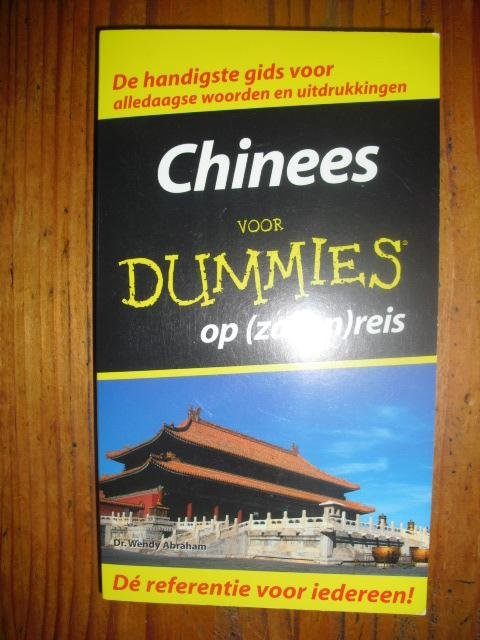 De handigste gids voor
alledaagse woorden en uitdrukkingen
Chinees
VOOR
DUMMIES®
op reis
Dr. Wendy Abraham
Dé referentie voor iedereen!